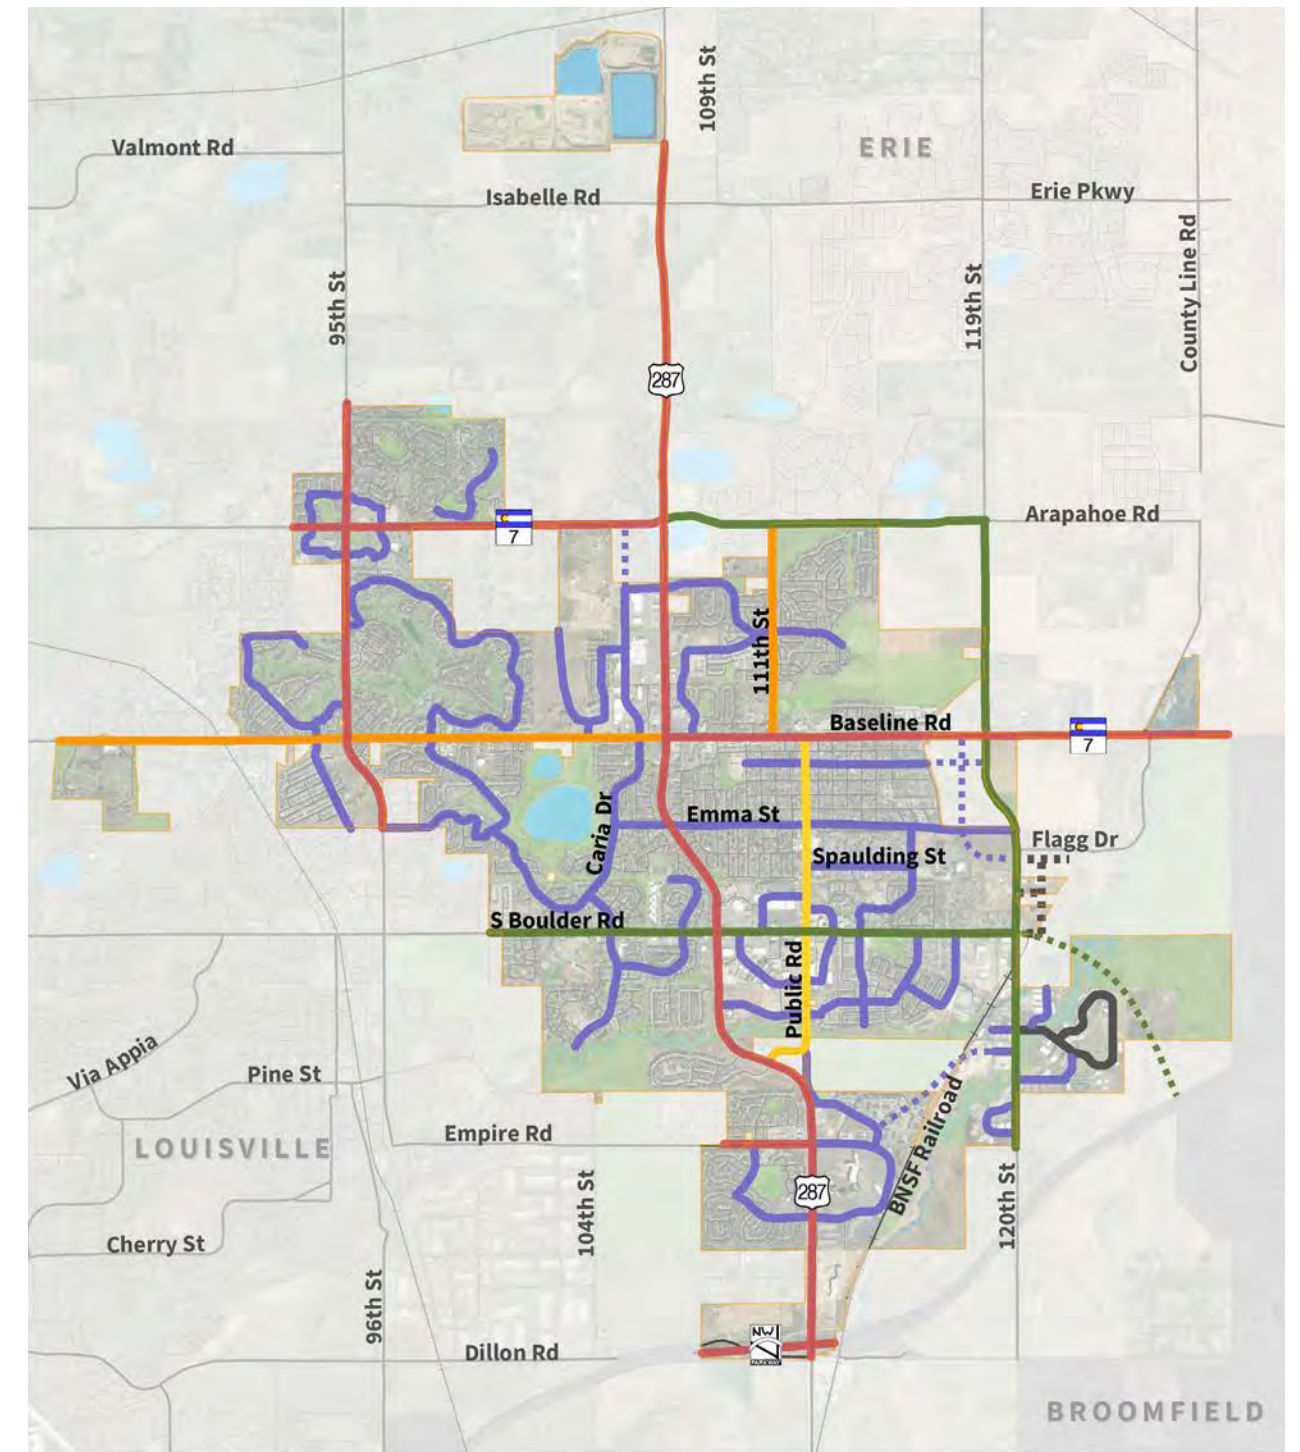 109th St
Valmont Rd
ERIE
Isabelle Rd
Erie Pkwy
County Line Rd
95th St
119th St
287
7
Arapahoe Rd
111th St
Baseline Rd
7
Caria Dr
Emma St
Spaulding St
Flagg Dr
S Boulder Rd
Public Rd
Via Appia
Pine St
LOUISVILLE
Empire Rd
BNSF Railroad
104th St
287
120th St
Cherry St
96th St
Dillon Rd
NW
PARKWAY
BROOMFIELD